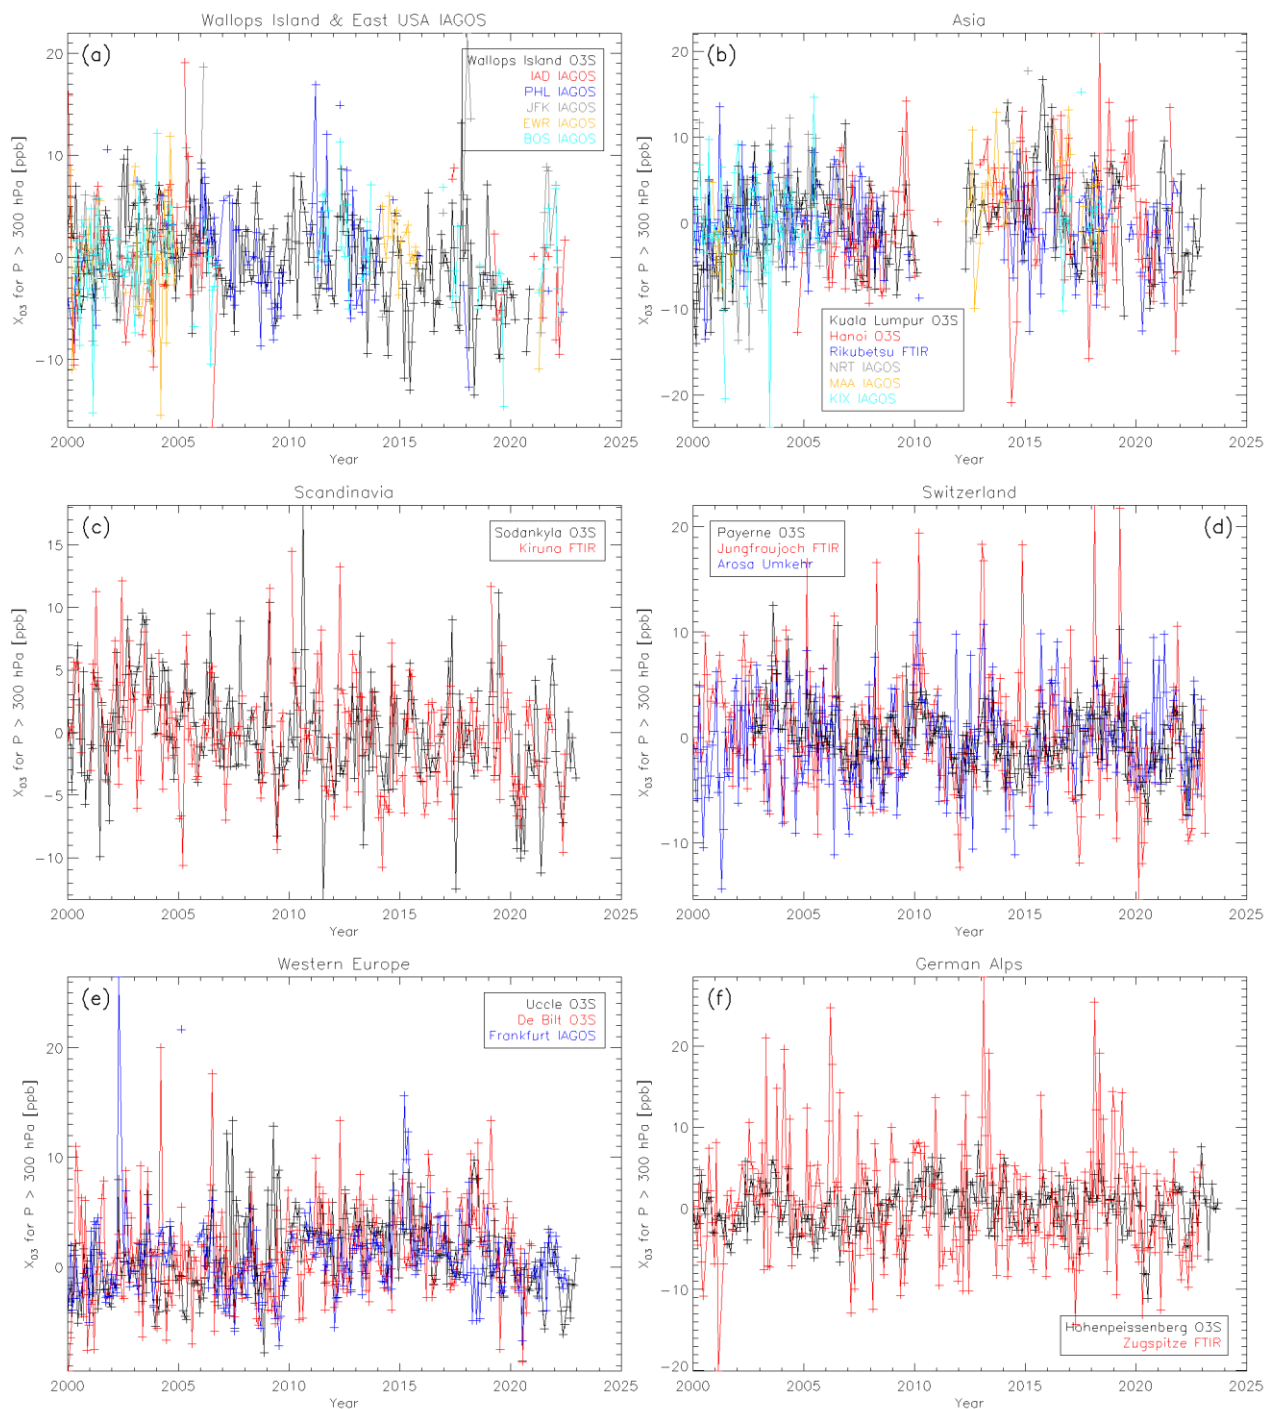 Wallops Island & East USA IAGOS
(a)
Wallops Island O3S
IAD IAGOS
PHL IAGOS
JFK IAGOS
EWR IAGOS
BOS IAGOS
X_O3 for P > 300 hPa [ppb]
20
10
0
-10
2000 2005 2010 2015 2020 2025
Year
Asia
(b)
Kuala Lumpur O3S
Hanoi O3S
Rikubetsu FTIR
NRT IAGOS
MAA IAGOS
KIX IAGOS
X_O3 for P > 300 hPa [ppb]
20
10
0
-10
-20
2000 2005 2010 2015 2020 2025
Year
Scandinavia
(c)
Sodankyla O3S
Kiruna FTIR
X_O3 for P > 300 hPa [ppb]
15
10
5
0
-5
-10
2000 2005 2010 2015 2020 2025
Year
Switzerland
(d)
Payerne O3S
Jungfraujoch FTIR
Arosa Umkehr
X_O3 for P > 300 hPa [ppb]
20
10
0
-10
2000 2005 2010 2015 2020 2025
Year
Western Europe
(e)
Uccle O3S
De Bilt O3S
Frankfurt IAGOS
X_O3 for P > 300 hPa [ppb]
20
10
0
2000 2005 2010 2015 2020 2025
Year
German Alps
(f)
Hohenpeissenberg O3S
Zugspitze FTIR
X_O3 for P > 300 hPa [ppb]
20
10
0
-10
-20
2000 2005 2010 2015 2020 2025
Year